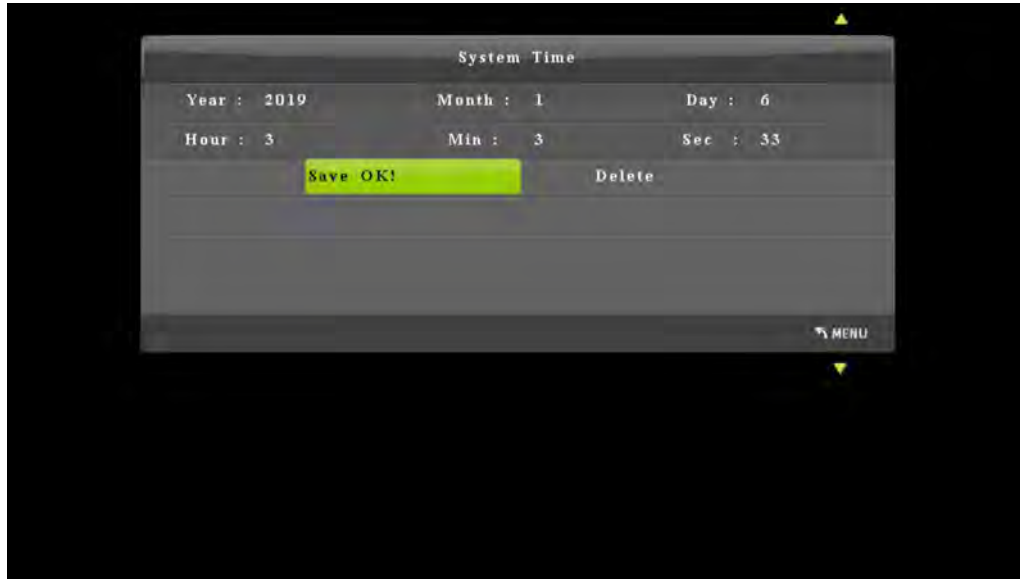 System Time
Year : 2019 Month : 1 Day : 6
Hour : 3 Min : 3 Sec : 33
Save OK! Delete
MENU